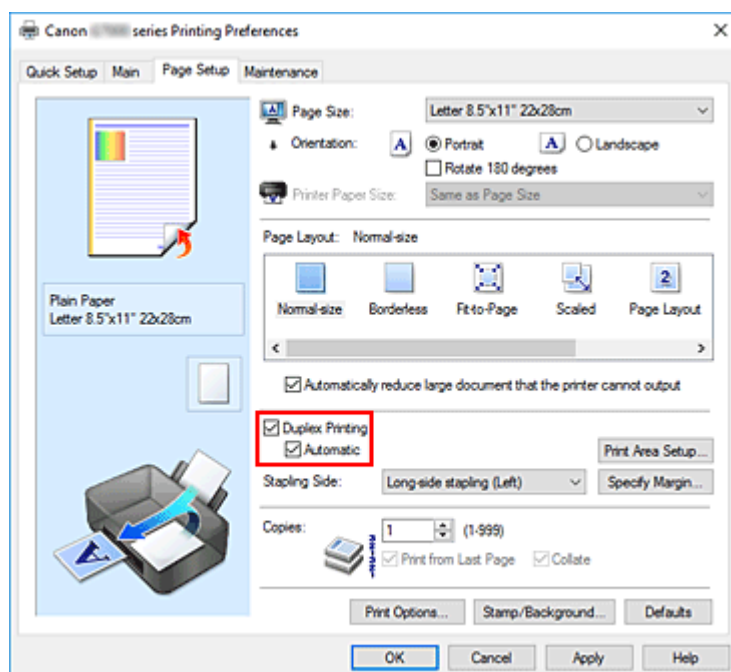 Canon series Printing Preferences
Quick Setup Main Page Setup Maintenance
Page Size: Letter 8.5"x11" 22x28cm
Orientation: A Portrait A Landscape
Rotate 180 degrees
Printer Paper Size: Same as Page Size
Page Layout: Normal-size
2
Normal-size Borderless Fit-to-Page Scaled Page Layout
Automatically reduce large document that the printer cannot output
Plain Paper
Letter 8.5"x11" 22x28cm
Duplex Printing
Automatic
Print Area Setup...
Stapling Side: Long-side stapling (Left) Specify Margin...
Copies: 1 (1-999)
Print from Last Page Collate
A
Print Options... Stamp/Background... Defaults
OK Cancel Apply Help